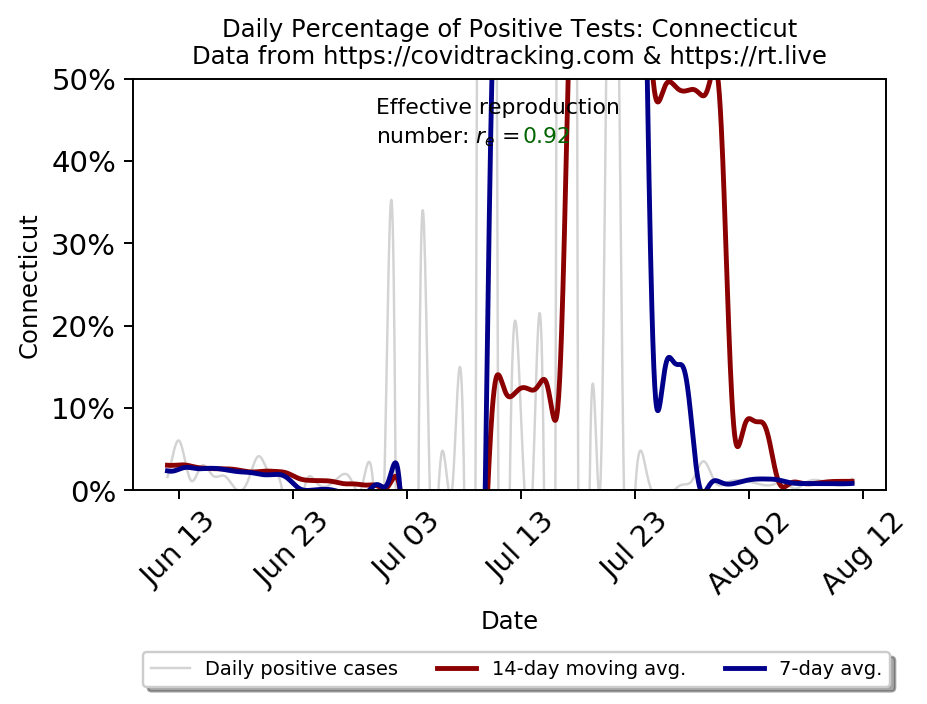 Daily Percentage of Positive Tests: Connecticut
Data from https://covidtracking.com & https://rt.live
50%
Effective reproduction
number: rₑ =0.92
40%
30%
20%
10%
0%
Connecticut
Jun 13
Jun 23
Jul 03
Jul 13
Jul 23
Aug 02
Aug 12
Date
Daily positive cases
14-day moving avg.
7-day avg.